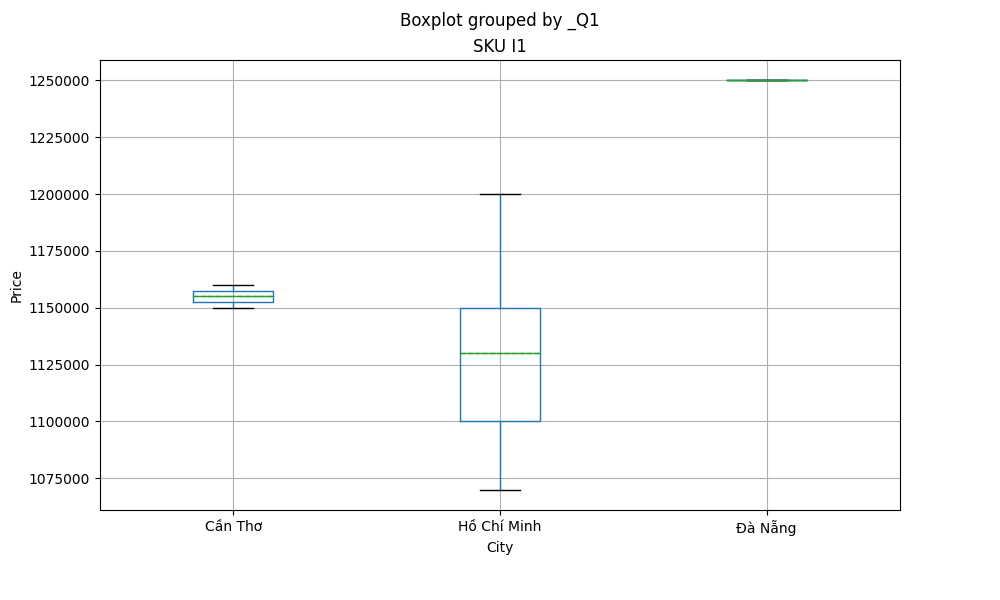 Boxplot grouped by _Q1
SKU I1
1250000
1225000
1200000
1175000
1150000
1125000
1100000
1075000
Price
Cần Thơ
Hồ Chí Minh
Đà Nẵng
City